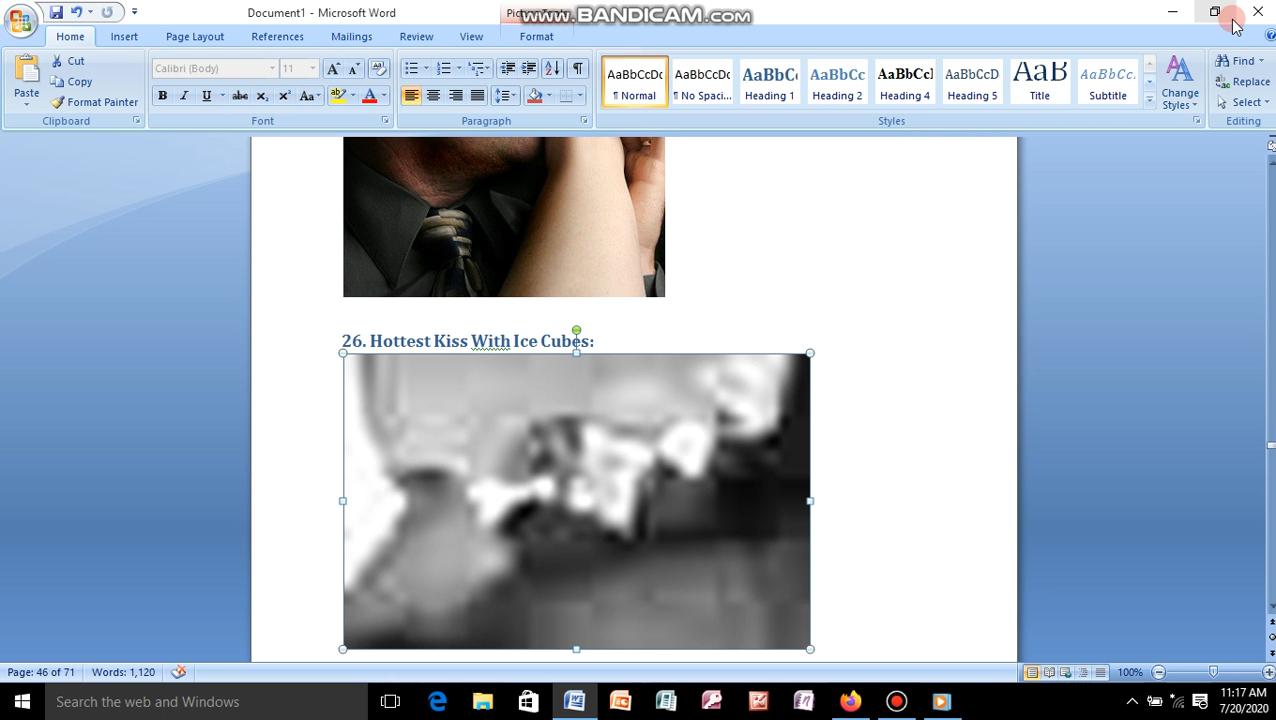 Document1 - Microsoft Word
WWW.BANDICAM.COM
Home
Insert
Page Layout
References
Mailings
Review
View
Format
Paste
Cut
Copy
Format Painter
Clipboard
Calibri (Body)
11
Font
Paragraph
AaBbCcDc
¶ Normal
AaBbCcDc
¶ No Spaci...
AaBbCc
Heading 1
AaBbCc
Heading 2
AaBbCcI
Heading 4
AaBbCcD
Heading 5
AaB
Title
AaBbCc.
Subtitle
Change
Styles
Styles
Find
Replace
Select
Editing
26. Hottest Kiss With Ice Cubes:
Page: 46 of 71
Words: 1,120
100%
Search the web and Windows
11:17 AM
7/20/2020